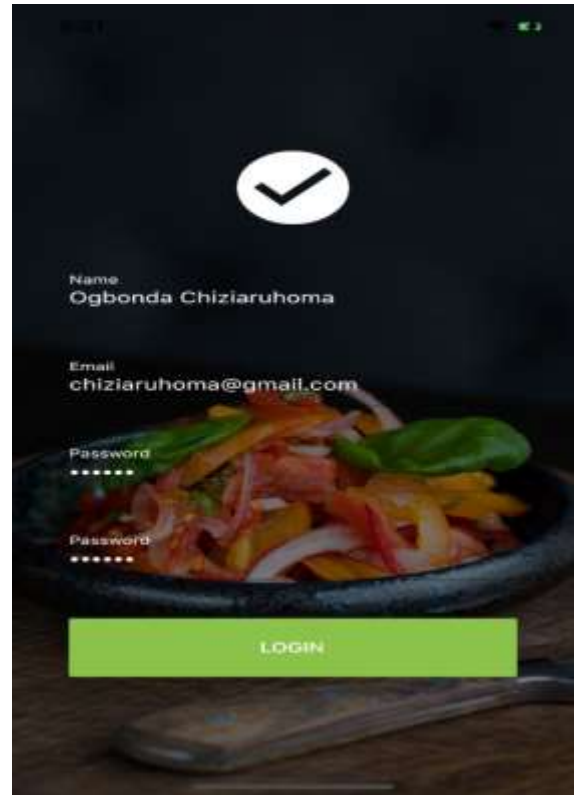 Name
Ogbonda Chiziaruhoma
Email
chiziaruhoma@gmail.com
Password
••••••
Password
••••••
LOGIN